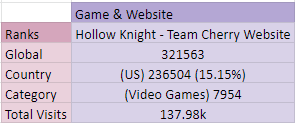 Game & Website
Ranks Hollow Knight - Team Cherry Website
Global 321563
Country (US) 236504 (15.15%)
Category (Video Games) 7954
Total Visits 137.98k